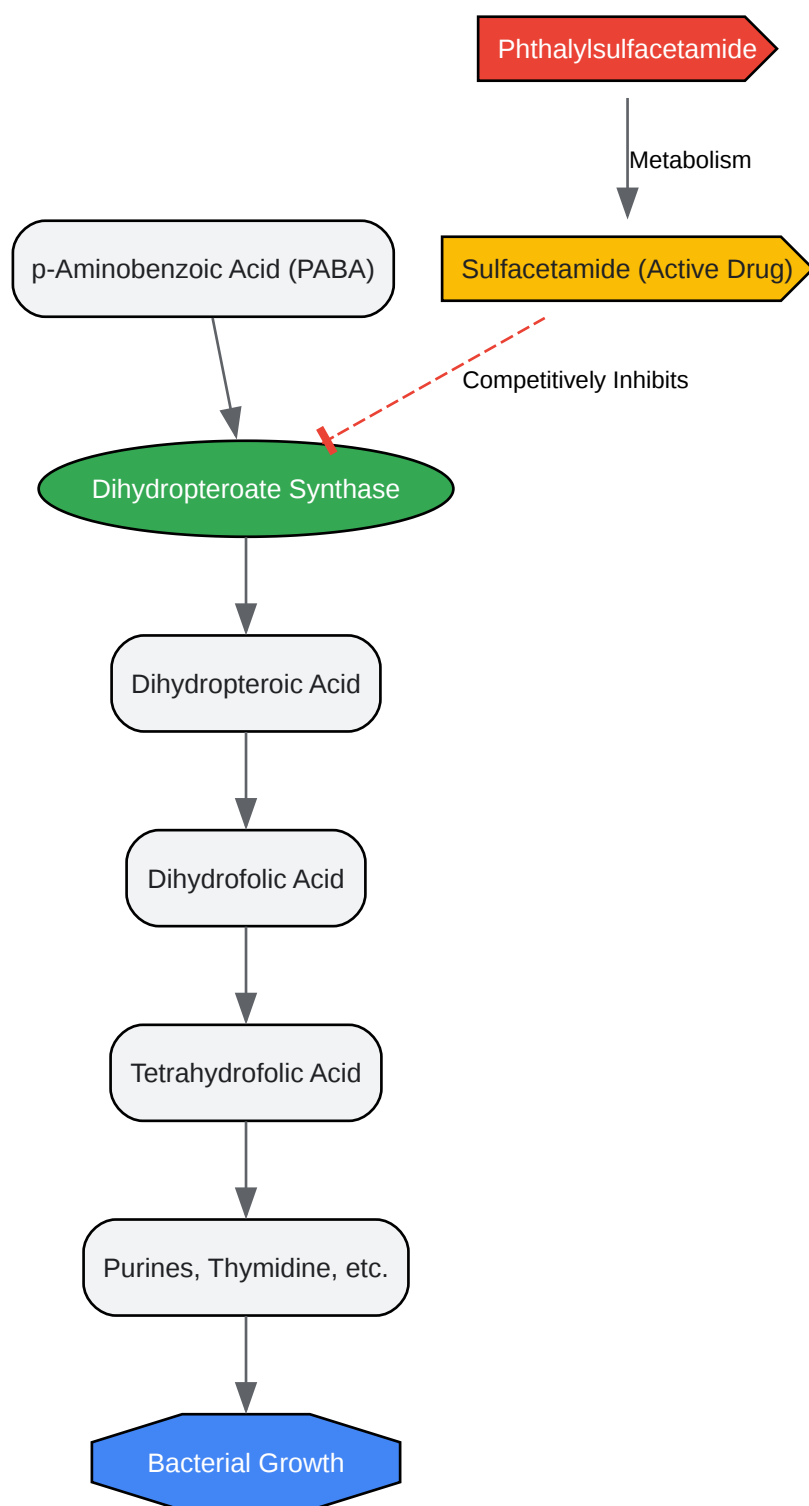 Phthalylsulfacetamide
Metabolism
p-Aminobenzoic Acid (PABA)
Sulfacetamide (Active Drug)
Competitively Inhibits
Dihydropteroate Synthase
Dihydropteroic Acid
Dihydrofolic Acid
Tetrahydrofolic Acid
Purines, Thymidine, etc.
Bacterial Growth